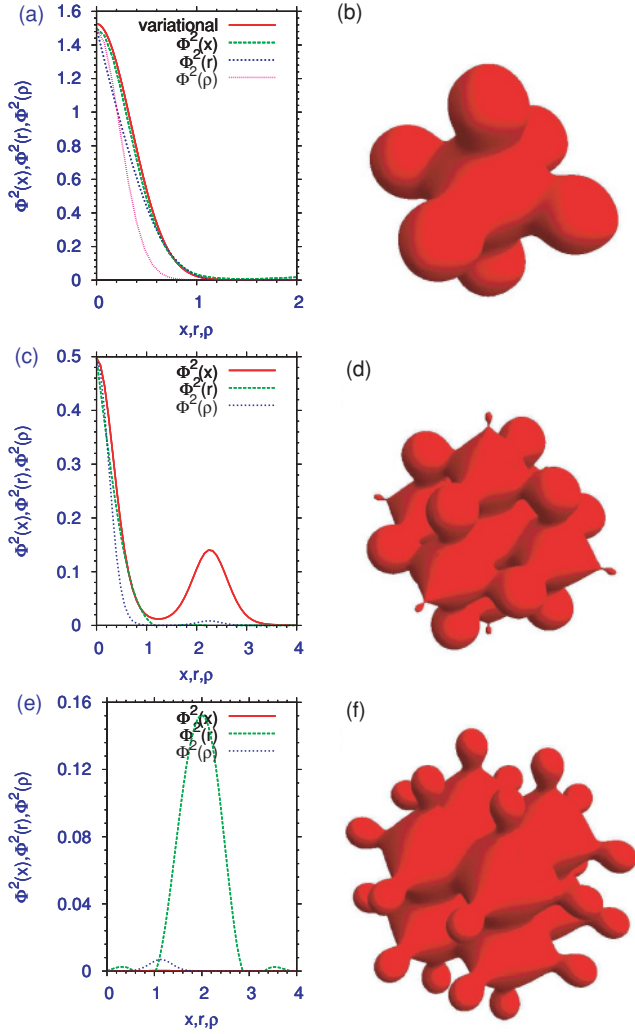 (a)
(b)
variational
Φ²(x)
Φ²(r)
Φ²(ρ)
1.6
1.4
1.2
1
0.8
0.6
0.4
0.2
0
Φ²(x),Φ²(r),Φ²(ρ)
0 1 2
x,r,ρ
(c)
(d)
Φ²(x)
Φ²(r)
Φ²(ρ)
0.5
0.4
0.3
0.2
0.1
0
Φ²(x),Φ²(r),Φ²(ρ)
0 1 2 3 4
x,r,ρ
(e)
(f)
Φ²(x)
Φ²(r)
Φ²(ρ)
0.16
0.12
0.08
0.04
0
Φ²(x),Φ²(r),Φ²(ρ)
0 1 2 3 4
x,r,ρ